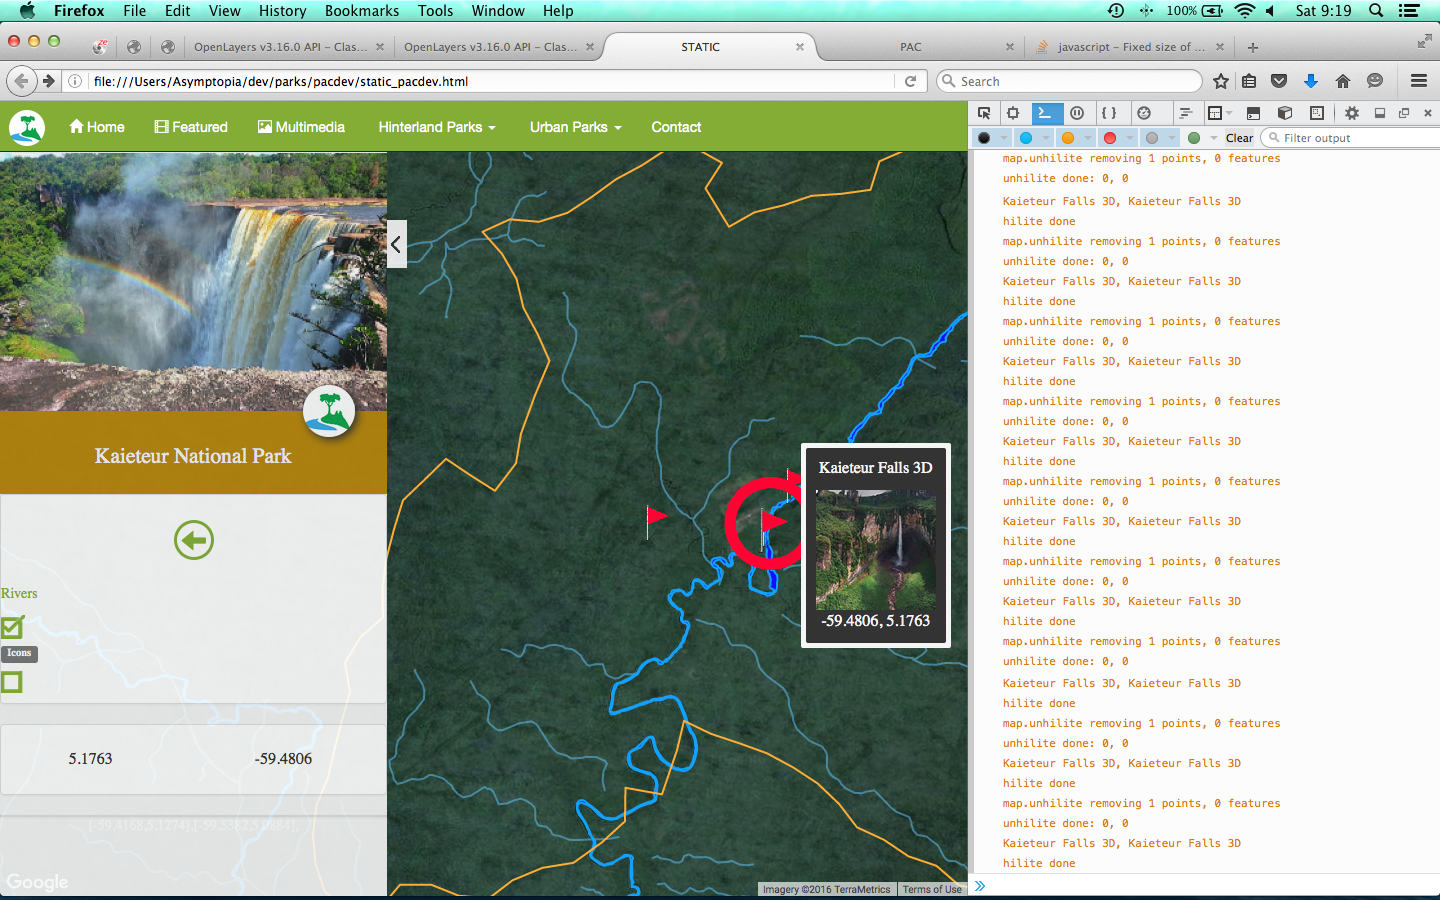 Firefox File Edit View History Bookmarks Tools Window Help 100% Sat 9:19
OpenLayers v3.16.0 API - Clas... OpenLayers v3.16.0 API - Clas... STATIC PAC javascript - Fixed size of ...
file:///Users/Asymptopia/dev/parks/pacdev/static_pacdev.html Search
Home Featured Multimedia Hinterland Parks Urban Parks Contact
Clear Filter output
Kaieteur National Park
Rivers
Icons
5.1763 -59.4806
Google
Kaieteur Falls 3D
-59.4806, 5.1763
Imagery ©2016 TerraMetrics Terms of Use
map.unhilite removing 1 points, 0 features
unhilite done: 0, 0
Kaieteur Falls 3D, Kaieteur Falls 3D
hilite done
map.unhilite removing 1 points, 0 features
unhilite done: 0, 0
Kaieteur Falls 3D, Kaieteur Falls 3D
hilite done
map.unhilite removing 1 points, 0 features
unhilite done: 0, 0
Kaieteur Falls 3D, Kaieteur Falls 3D
hilite done
map.unhilite removing 1 points, 0 features
unhilite done: 0, 0
Kaieteur Falls 3D, Kaieteur Falls 3D
hilite done
map.unhilite removing 1 points, 0 features
unhilite done: 0, 0
Kaieteur Falls 3D, Kaieteur Falls 3D
hilite done
map.unhilite removing 1 points, 0 features
unhilite done: 0, 0
Kaieteur Falls 3D, Kaieteur Falls 3D
hilite done
map.unhilite removing 1 points, 0 features
unhilite done: 0, 0
Kaieteur Falls 3D, Kaieteur Falls 3D
hilite done
map.unhilite removing 1 points, 0 features
unhilite done: 0, 0
Kaieteur Falls 3D, Kaieteur Falls 3D
hilite done
map.unhilite removing 1 points, 0 features
unhilite done: 0, 0
Kaieteur Falls 3D, Kaieteur Falls 3D
hilite done